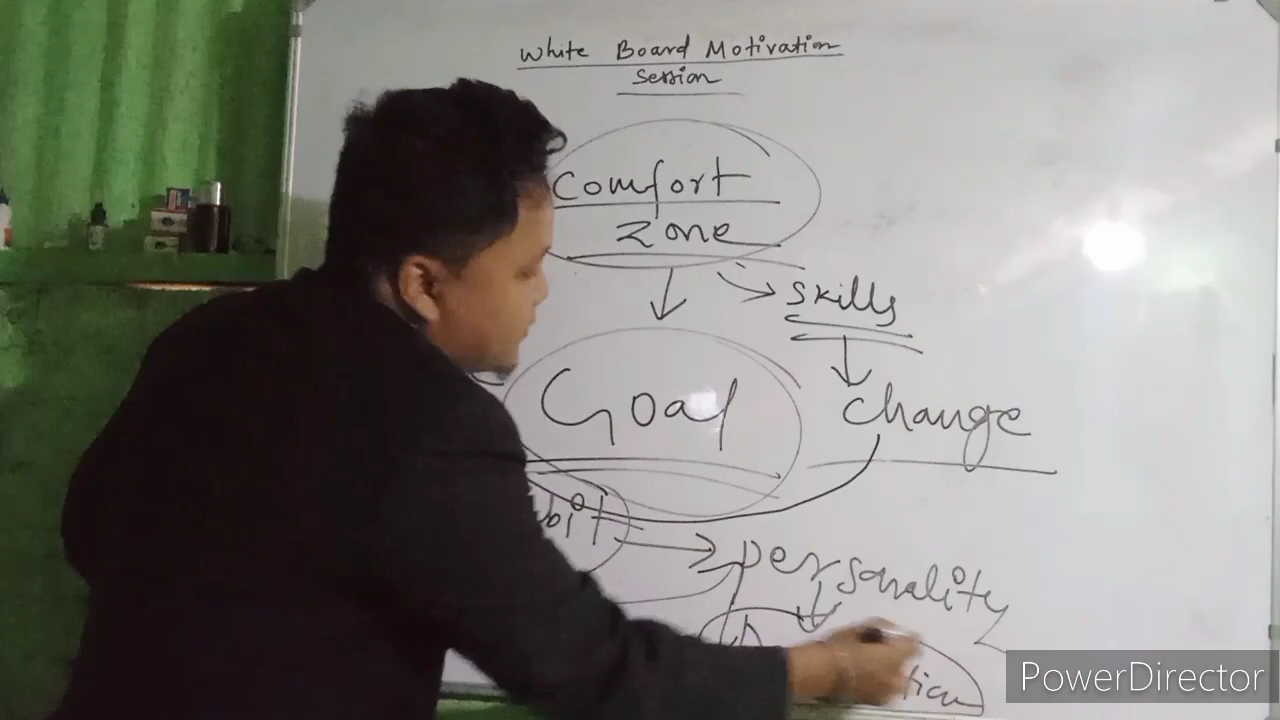 White Board Motivation
Session
Comfort
Zone
skills
Goal
change
personality
PowerDirector